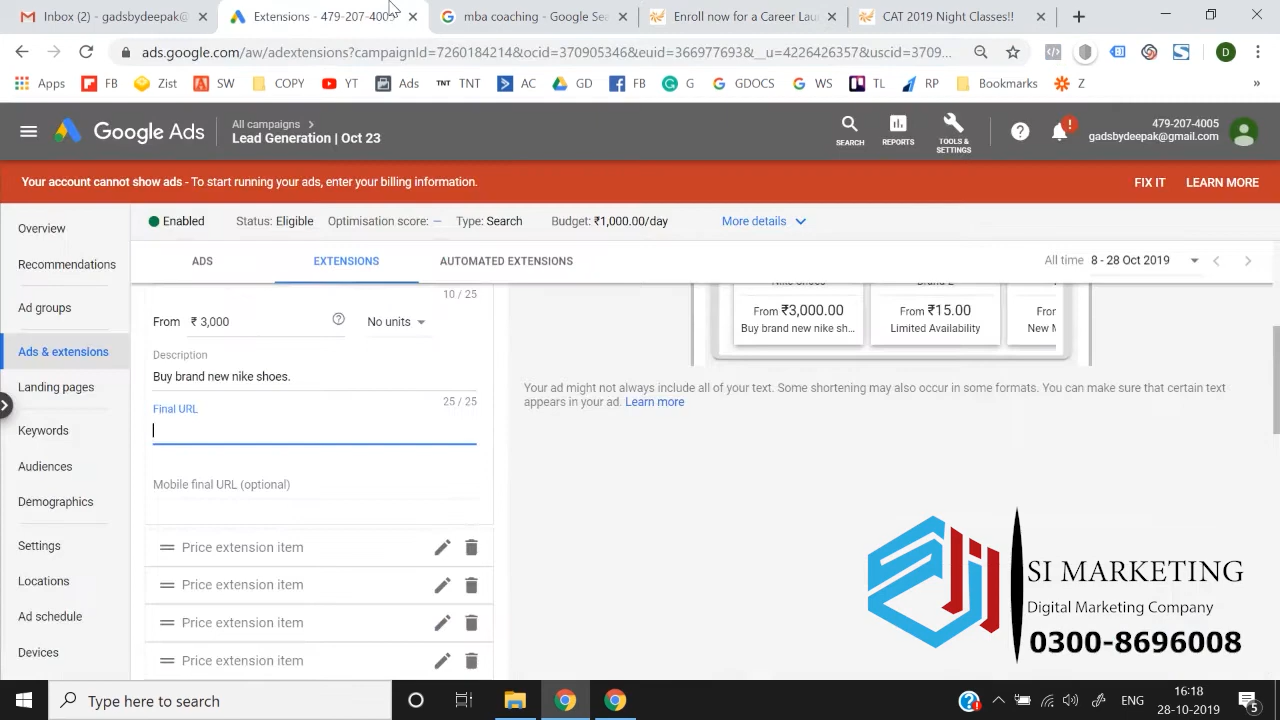 Inbox (2) - gadsbydeepak@
Extensions - 479-207-4005
mba coaching - Google Sea
Enroll now for a Career Lau
CAT 2019 Night Classes!!
ads.google.com/aw/adextensions?campaignId=7260184214&ocid=370905346&euid=366977693&__u=4226426357&uscid=3709...
Apps
FB
Zist
SW
COPY
YT
Ads
TNT TNT
AC
GD
FB
G
GDOCS
WS
TL
RP
Bookmarks
Z
»
Google Ads
All campaigns
Lead Generation | Oct 23
SEARCH
REPORTS
TOOLS & SETTINGS
479-207-4005
gadsbydeepak@gmail.com
Your account cannot show ads - To start running your ads, enter your billing information.
FIX IT
LEARN MORE
Enabled
Status: Eligible
Optimisation score: –
Type: Search
Budget: ₹1,000.00/day
More details
Overview
Recommendations
Ad groups
Ads & extensions
Landing pages
Keywords
Audiences
Demographics
Settings
Locations
Ad schedule
Devices
ADS
EXTENSIONS
AUTOMATED EXTENSIONS
All time 8 - 28 Oct 2019
10 / 25
From ₹ 3,000
No units
Description
Buy brand new nike shoes.
25 / 25
Final URL
Mobile final URL (optional)
Price extension item
Price extension item
Price extension item
Price extension item
From ₹3,000.00
Buy brand new nike sh...
From ₹15.00
Limited Availability
Fror
New M
Your ad might not always include all of your text. Some shortening may also occur in some formats. You can make sure that certain text
appears in your ad. Learn more
SI MARKETING
Digital Marketing Company
0300-8696008
Type here to search
ENG
16:18
28-10-2019
5